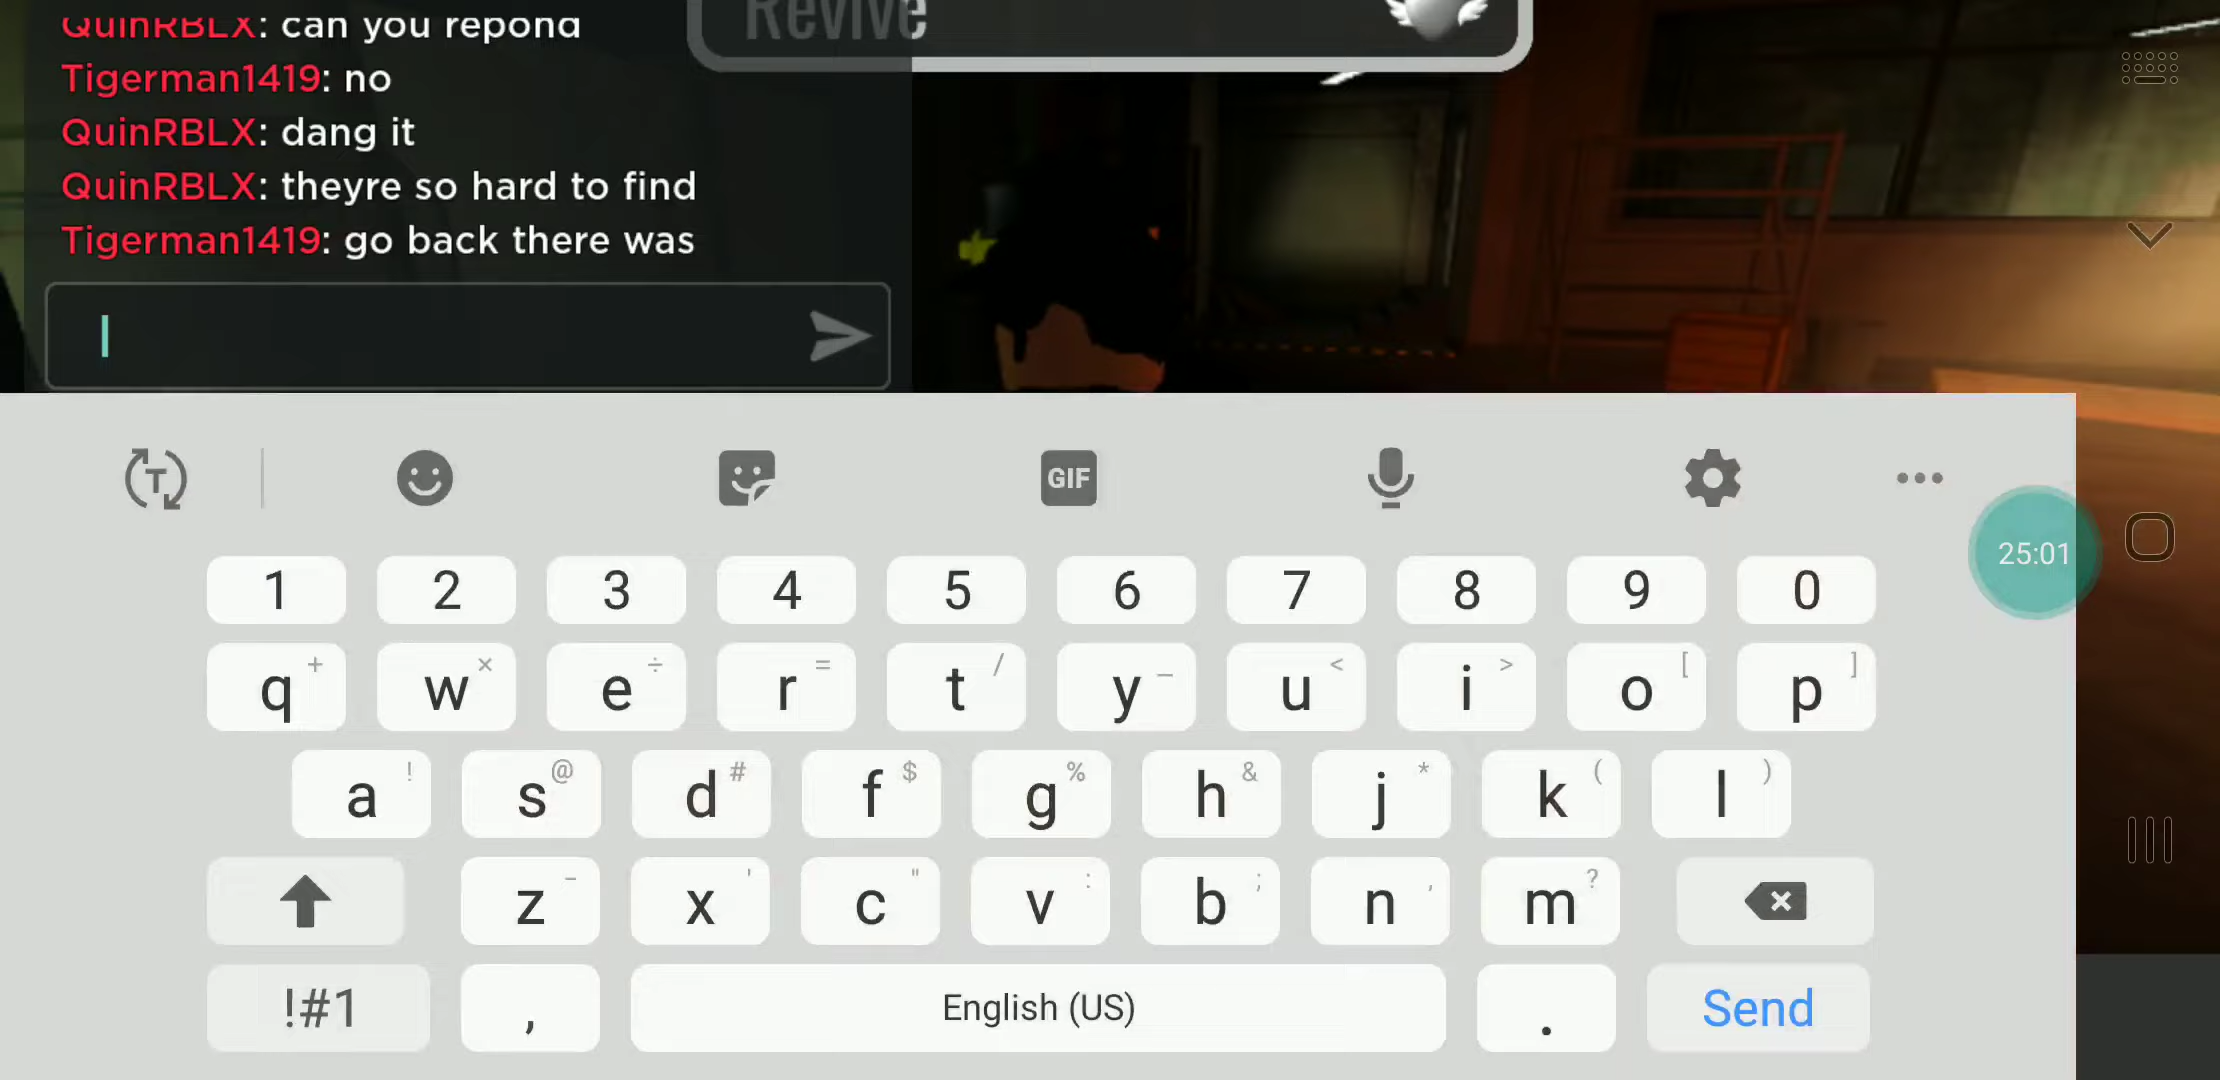 Revive
QuinRBLX: can you repond
Tigerman1419: no
QuinRBLX: dang it
QuinRBLX: theyre so hard to find
Tigerman1419: go back there was
T
GIF
25:01
1 2 3 4 5 6 7 8 9 0
q + w × e ÷ r = t / y _ u < i > o [ p ]
a ! s @ d # f $ g % h & j * k ( l )
z - x ' c " v : b ; n , m ?
!#1 , English (US) . Send